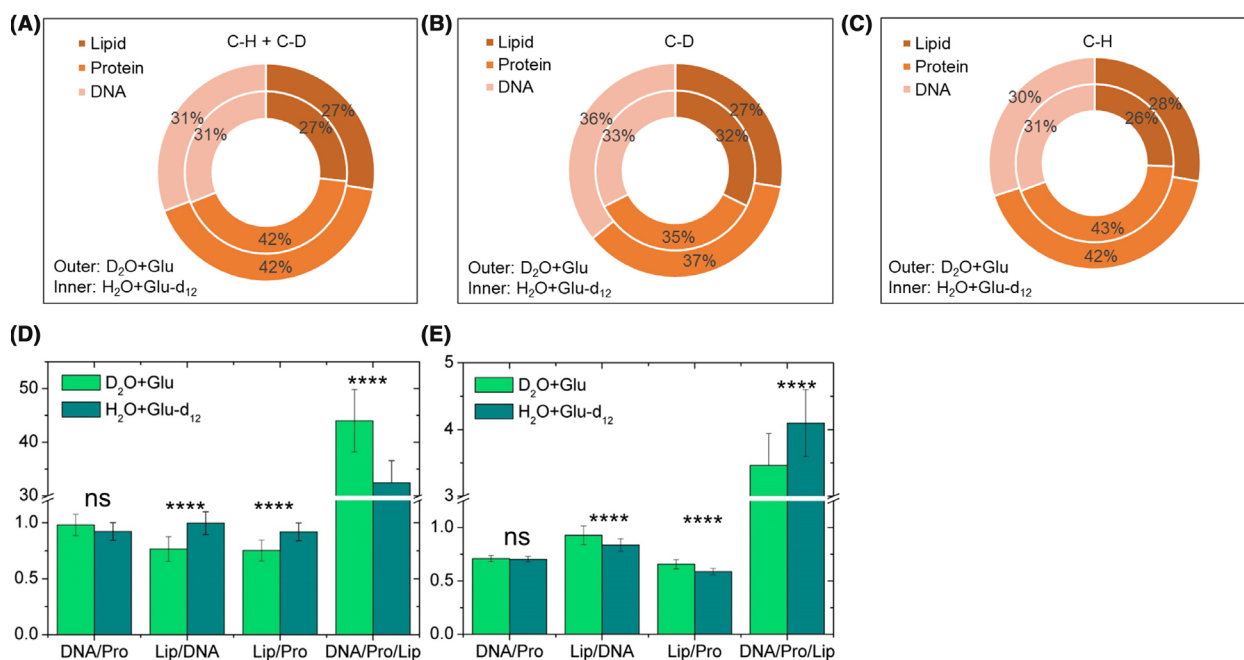 (A)
C-H + C-D
Lipid
Protein
DNA
27%
27%
31%
31%
42%
42%
Outer: D₂O+Glu
Inner: H₂O+Glu-d₁₂
(B)
C-D
Lipid
Protein
DNA
27%
32%
36%
33%
35%
37%
Outer: D₂O+Glu
Inner: H₂O+Glu-d₁₂
(C)
C-H
Lipid
Protein
DNA
28%
26%
30%
31%
43%
42%
Outer: D₂O+Glu
Inner: H₂O+Glu-d₁₂
(D)
D₂O+Glu
H₂O+Glu-d₁₂
50
40
30
1.0
0.5
0.0
ns
****
****
****
DNA/Pro
Lip/DNA
Lip/Pro
DNA/Pro/Lip
(E)
D₂O+Glu
H₂O+Glu-d₁₂
5
4
3
1.0
0.5
0.0
ns
****
****
****
DNA/Pro
Lip/DNA
Lip/Pro
DNA/Pro/Lip